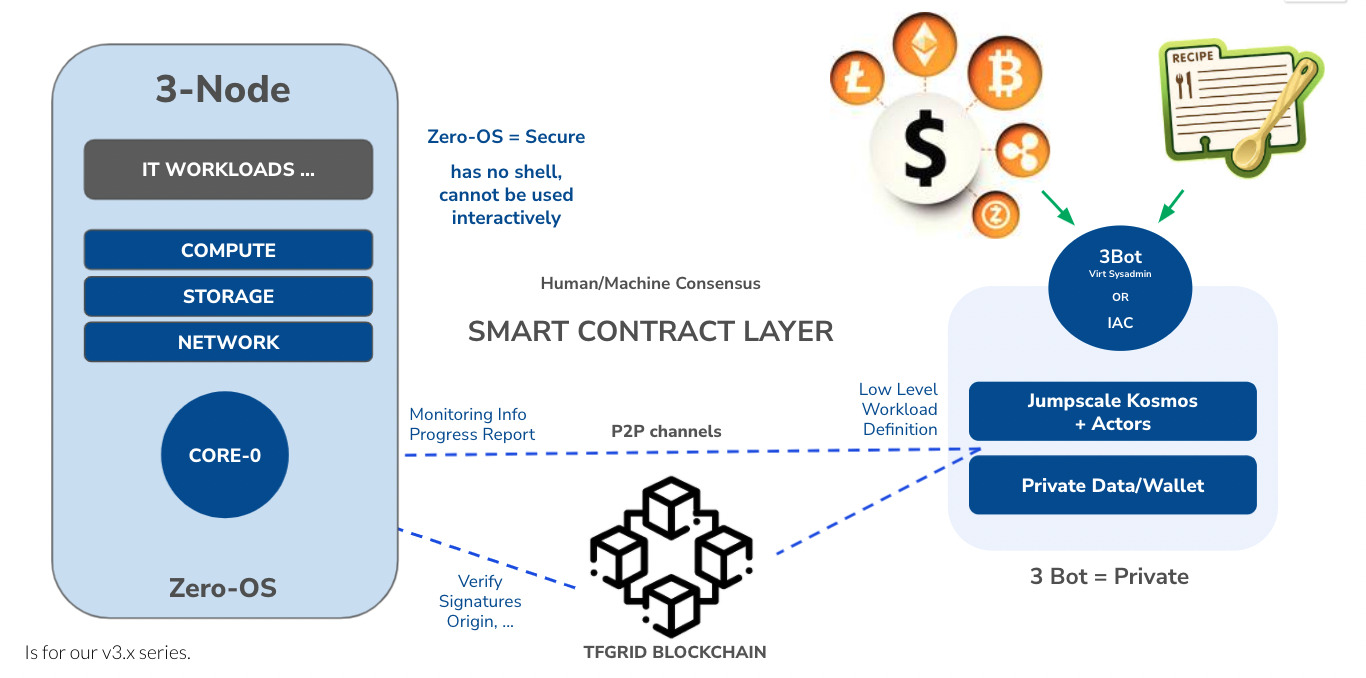 3-Node
IT WORKLOADS ...
COMPUTE
STORAGE
NETWORK
CORE-0
Zero-OS
Is for our v3.x series.
Zero-OS = Secure
has no shell,
cannot be used
interactively
Human/Machine Consensus
SMART CONTRACT LAYER
Monitoring Info
Progress Report
P2P channels
Low Level
Workload
Definition
Verify
Signatures
Origin, ...
TFGRID BLOCKCHAIN
$
RECIPE
3Bot
Virt Sysadmin
OR
IAC
Jumpscale Kosmos
+ Actors
Private Data/Wallet
3 Bot = Private